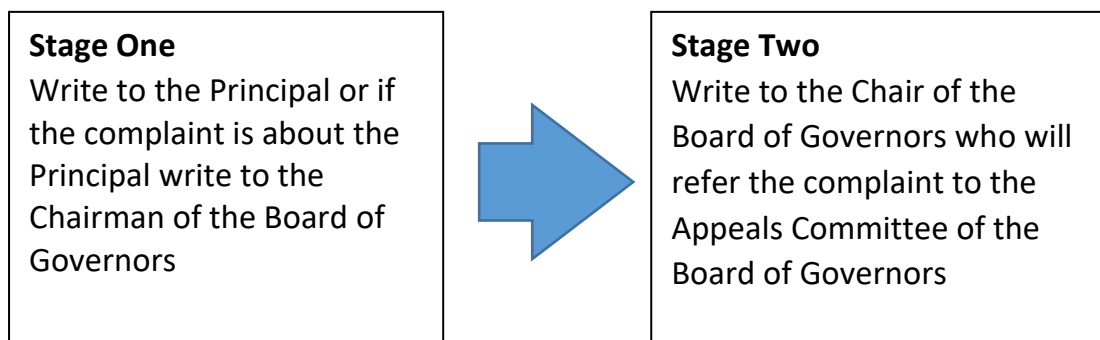 Stage One
Write to the Principal or if
the complaint is about the
Principal write to the
Chairman of the Board of
Governors
Stage Two
Write to the Chair of the
Board of Governors who will
refer the complaint to the
Appeals Committee of the
Board of Governors